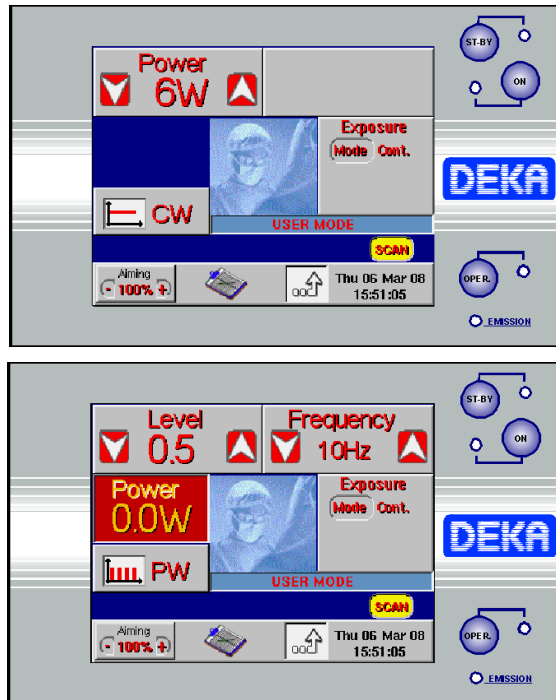 Power
6W
Exposure
Mode Cont.
CW
USER MODE
SCAN
Aiming
- 100% +
Thu 06 Mar 08
15:51:05
ST-BY
ON
DEKA
OPER.
EMISSION
Level
0.5
Frequency
10Hz
Power
0.0W
Exposure
Mode Cont.
PW
USER MODE
SCAN
Aiming
- 100% +
Thu 06 Mar 08
15:51:05
ST-BY
ON
DEKA
OPER.
EMISSION